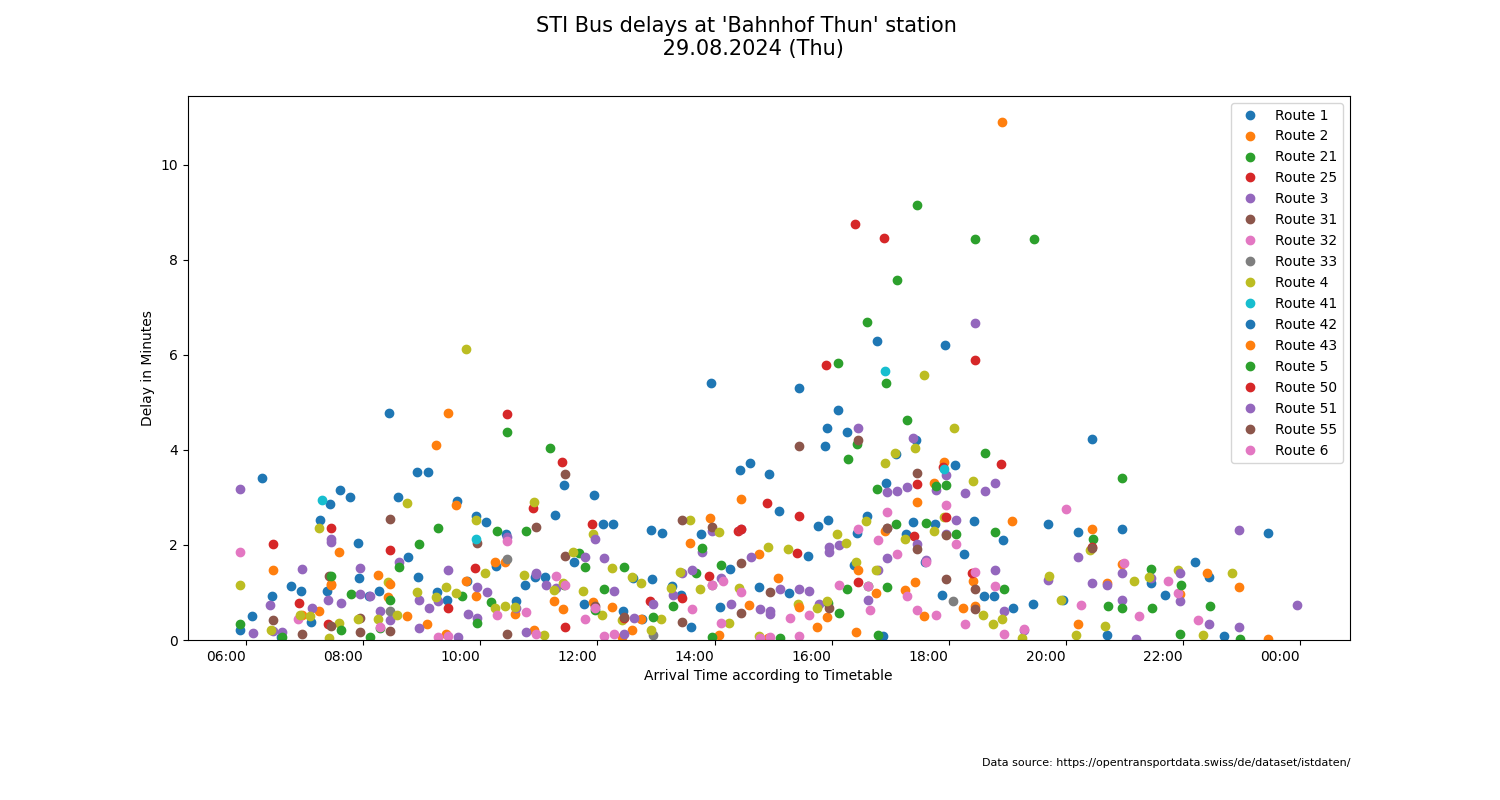 STI Bus delays at 'Bahnhof Thun' station
29.08.2024 (Thu)
Route 1
Route 2
Route 21
Route 25
Route 3
Route 31
Route 32
Route 33
Route 4
Route 41
Route 42
Route 43
Route 5
Route 50
Route 51
Route 55
Route 6
10
8
6
4
2
0
Delay in Minutes
06:00 08:00 10:00 12:00 14:00 16:00 18:00 20:00 22:00 00:00
Arrival Time according to Timetable
Data source: https://opentransportdata.swiss/de/dataset/istdaten/